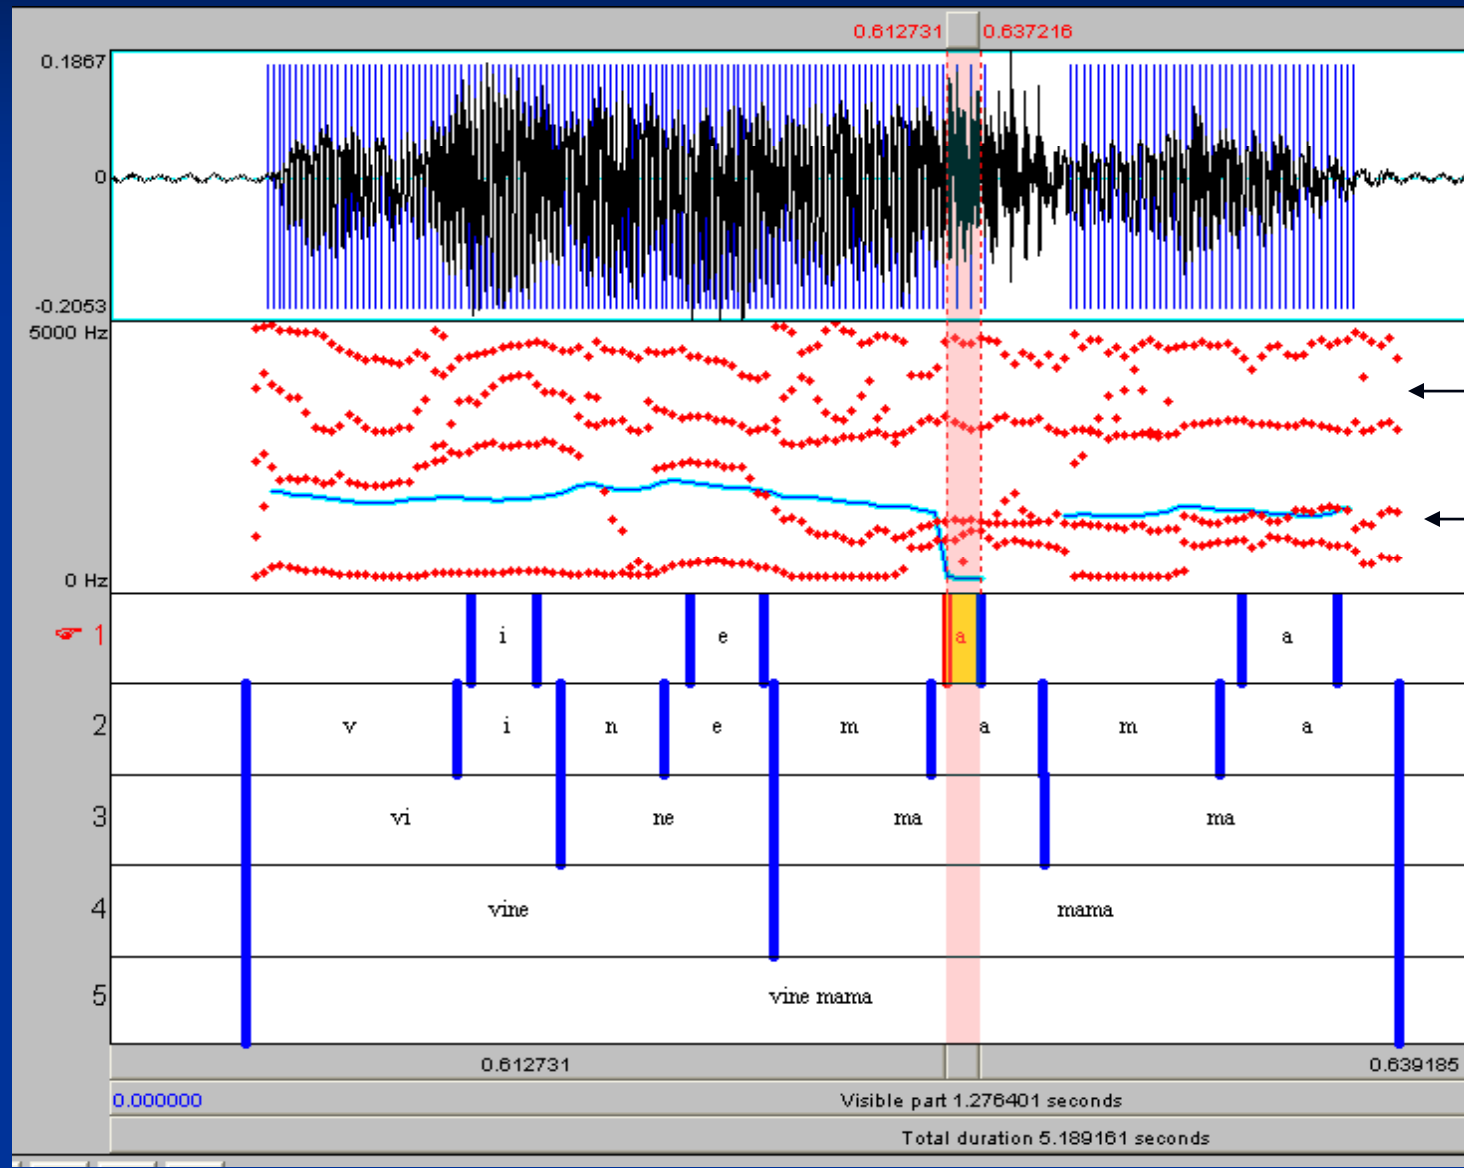 0.612731 0.637216
0.1867
0
-0.2053
5000 Hz
0 Hz
1 i e a a
2 v i n e m a m a
3 vi ne ma ma
4 vine mama
5 vine mama
0.612731 0.639185
0.000000 Visible part 1.276401 seconds
Total duration 5.189161 seconds